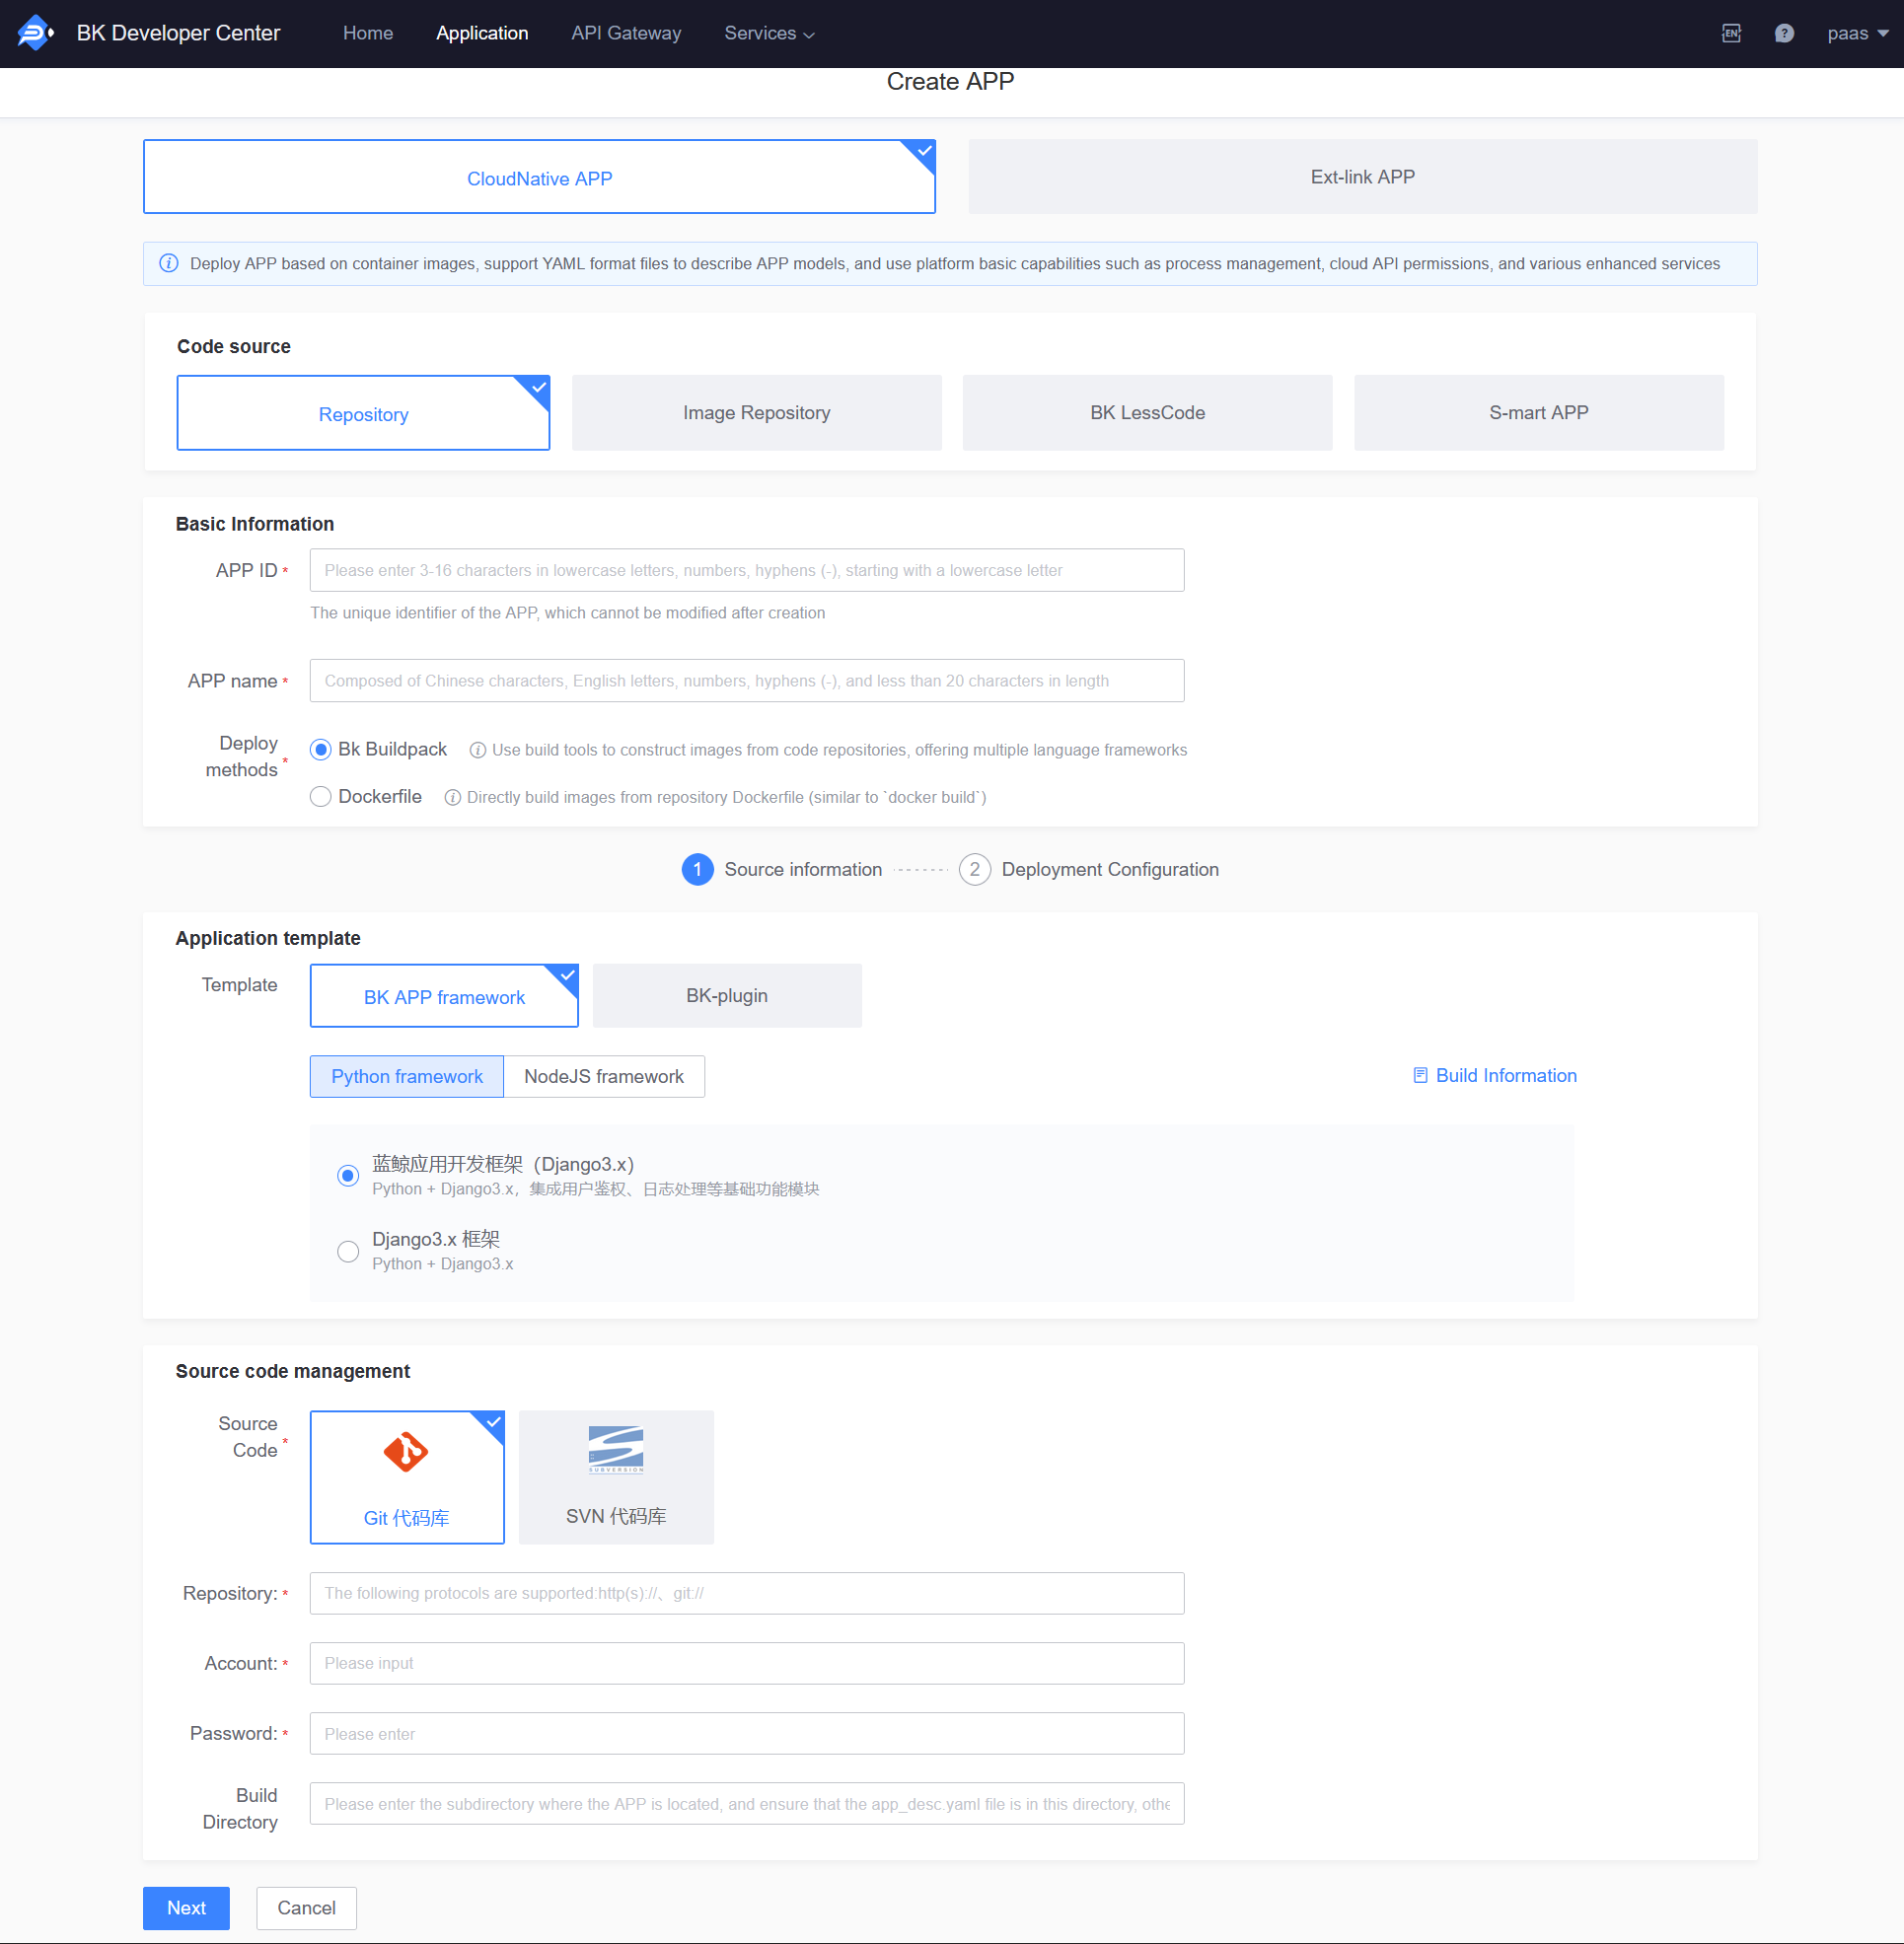 BK Developer Center Home Application API Gateway Services EN ? paas
Create APP
CloudNative APP Ext-link APP
Deploy APP based on container images, support YAML format files to describe APP models, and use platform basic capabilities such as process management, cloud API permissions, and various enhanced services
Code source
Repository Image Repository BK LessCode S-mart APP
Basic Information
APP ID * Please enter 3-16 characters in lowercase letters, numbers, hyphens (-), starting with a lowercase letter
The unique identifier of the APP, which cannot be modified after creation
APP name * Composed of Chinese characters, English letters, numbers, hyphens (-), and less than 20 characters in length
Deploy
methods *
Bk Buildpack Use build tools to construct images from code repositories, offering multiple language frameworks
Dockerfile Directly build images from repository Dockerfile (similar to `docker build`)
1 Source information 2 Deployment Configuration
Application template
Template BK APP framework BK-plugin
Python framework NodeJS framework Build Information
蓝鲸应用开发框架（Django3.x）
Python + Django3.x，集成用户鉴权、日志处理等基础功能模块
Django3.x 框架
Python + Django3.x
Source code management
Source
Code *
SUBVERSION
Git 代码库 SVN 代码库
Repository: * The following protocols are supported:http(s)://、git://
Account: * Please input
Password: * Please enter
Build
Directory
Please enter the subdirectory where the APP is located, and ensure that the app_desc.yaml file is in this directory, othe
Next Cancel